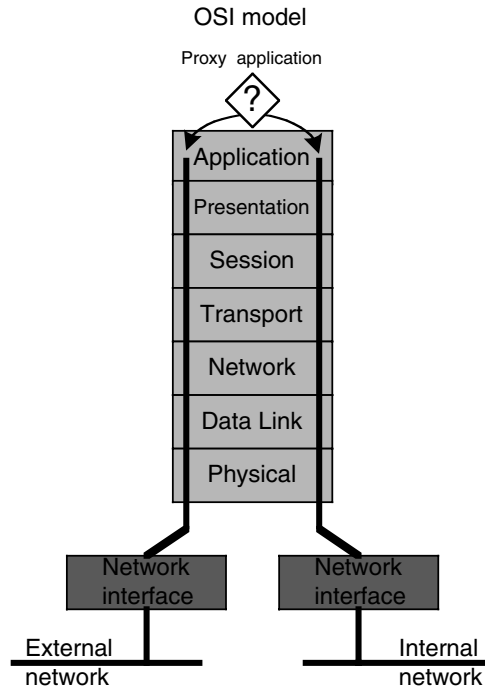 OSI model
Proxy application
?
Application
Presentation
Session
Transport
Network
Data Link
Physical
Network
interface
Network
interface
External
network
Internal
network